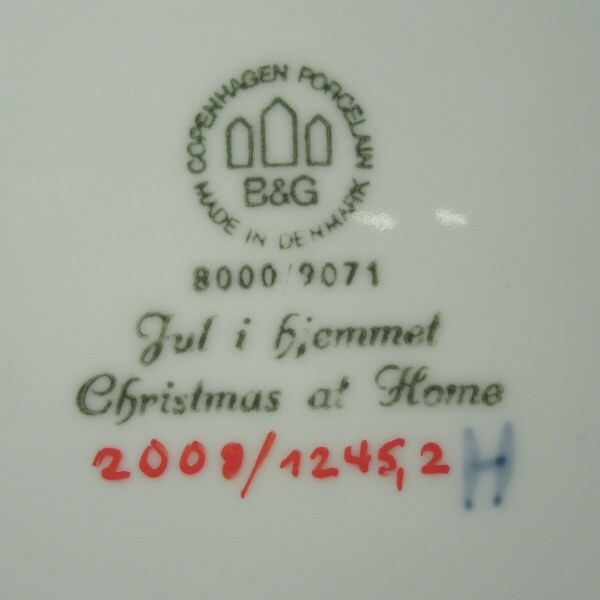 COPENHAGEN PORCELAIN
B&G
MADE IN DENMARK
8000/9071
Jul i hjemmet
Christmas at Home
2008/1245,2 H